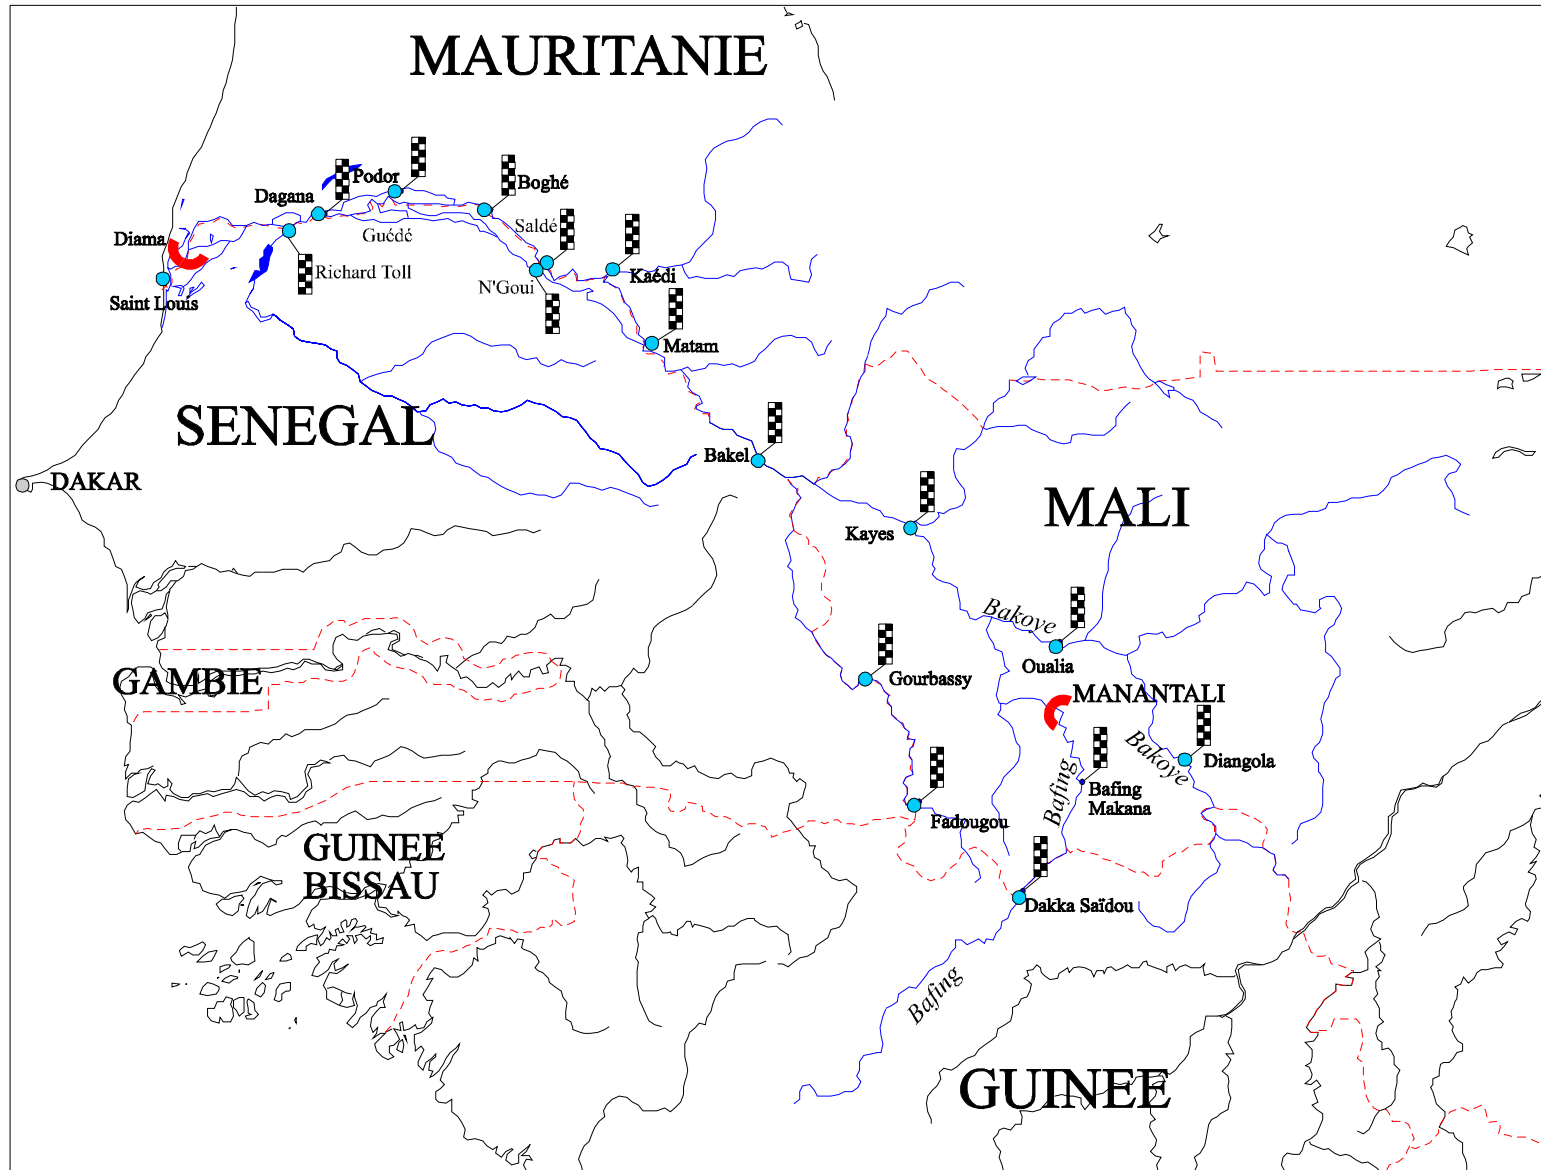 MAURITANIE
Podor
Boghé
Dagana
Saldé
Guédé
Diama
Richard Toll
Kaédi
N'Goui
Saint Louis
Matam
SENEGAL
Bakel
DAKAR
MALI
Kayes
Bakoye
Oualia
GAMBIE
Gourbassy
MANANTALI
Bakoye
Diangola
Bafing
Bafing
Makana
Fadougou
GUINEE
BISSAU
Dakka Saïdou
Bafing
GUINEE